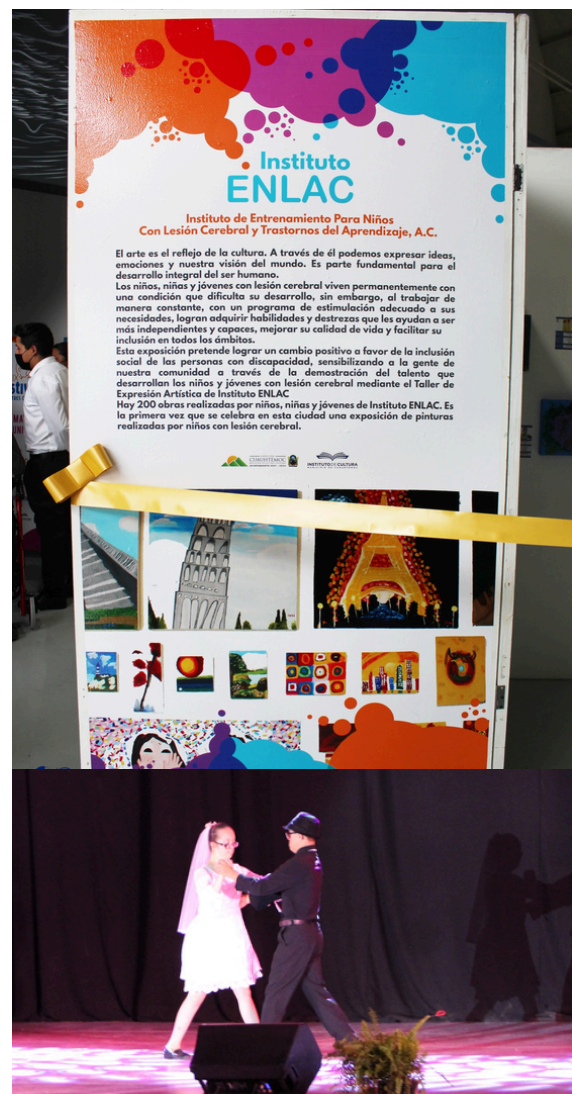 Instituto
ENLAC
Instituto de Entrenamiento Para Niños
Con Lesión Cerebral y Trastornos del Aprendizaje, A.C.
El arte es el reflejo de la cultura. A través de él podemos expresar ideas,
emociones y nuestra visión del mundo. Es parte fundamental para el
desarrollo integral del ser humano.
Los niños, niñas y jóvenes con lesión cerebral viven permanentemente con
una condición que dificulta su desarrollo, sin embargo, al trabajar de
manera constante, con un programa de estimulación adecuado a sus
necesidades, logran adquirir habilidades y destrezas que les ayudan a ser
más independientes y capaces, mejorar su calidad de vida y facilitar su
inclusión en todos los ámbitos.
Esta exposición pretende lograr un cambio positivo a favor de la inclusión
social de las personas con discapacidad, sensibilizando a la gente de
nuestra comunidad a través de la demostración del talento que
desarrollan los niños y jóvenes con lesión cerebral mediante el Taller de
Expresión Artística de Instituto ENLAC
Hay 200 obras realizadas por niños, niñas y jóvenes de Instituto ENLAC. Es
la primera vez que se celebra en esta ciudad una exposición de pinturas
realizadas por niños con lesión cerebral.
CUAUHTÉMOC
INSTITUTO DE CULTURA